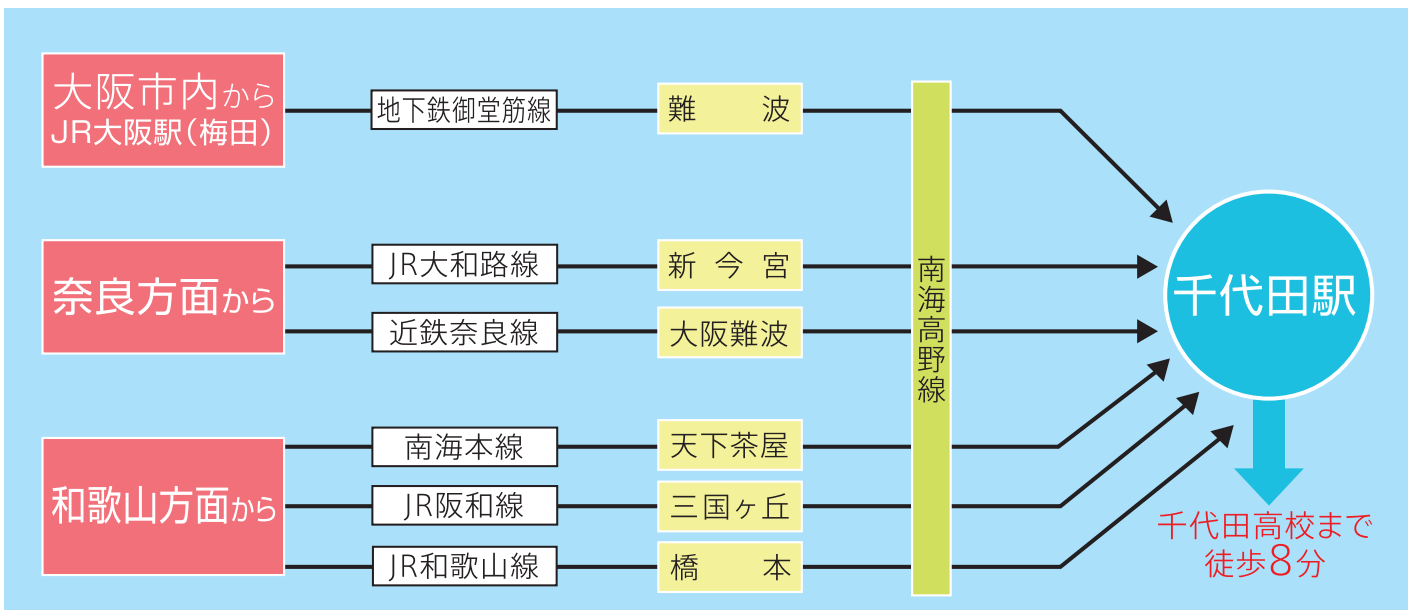 大阪市内から
JR大阪駅（梅田）
地下鉄御堂筋線
難波
奈良方面から
JR大和路線
新今宮
近鉄奈良線
大阪難波
和歌山方面から
南海本線
天下茶屋
JR阪和線
三国ヶ丘
JR和歌山線
橋本
南海高野線
千代田駅
千代田高校まで
徒歩8分